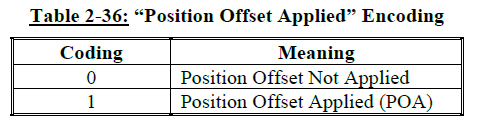 Table 2-36: “Position Offset Applied” Encoding
Coding Meaning
0 Position Offset Not Applied
1 Position Offset Applied (POA)